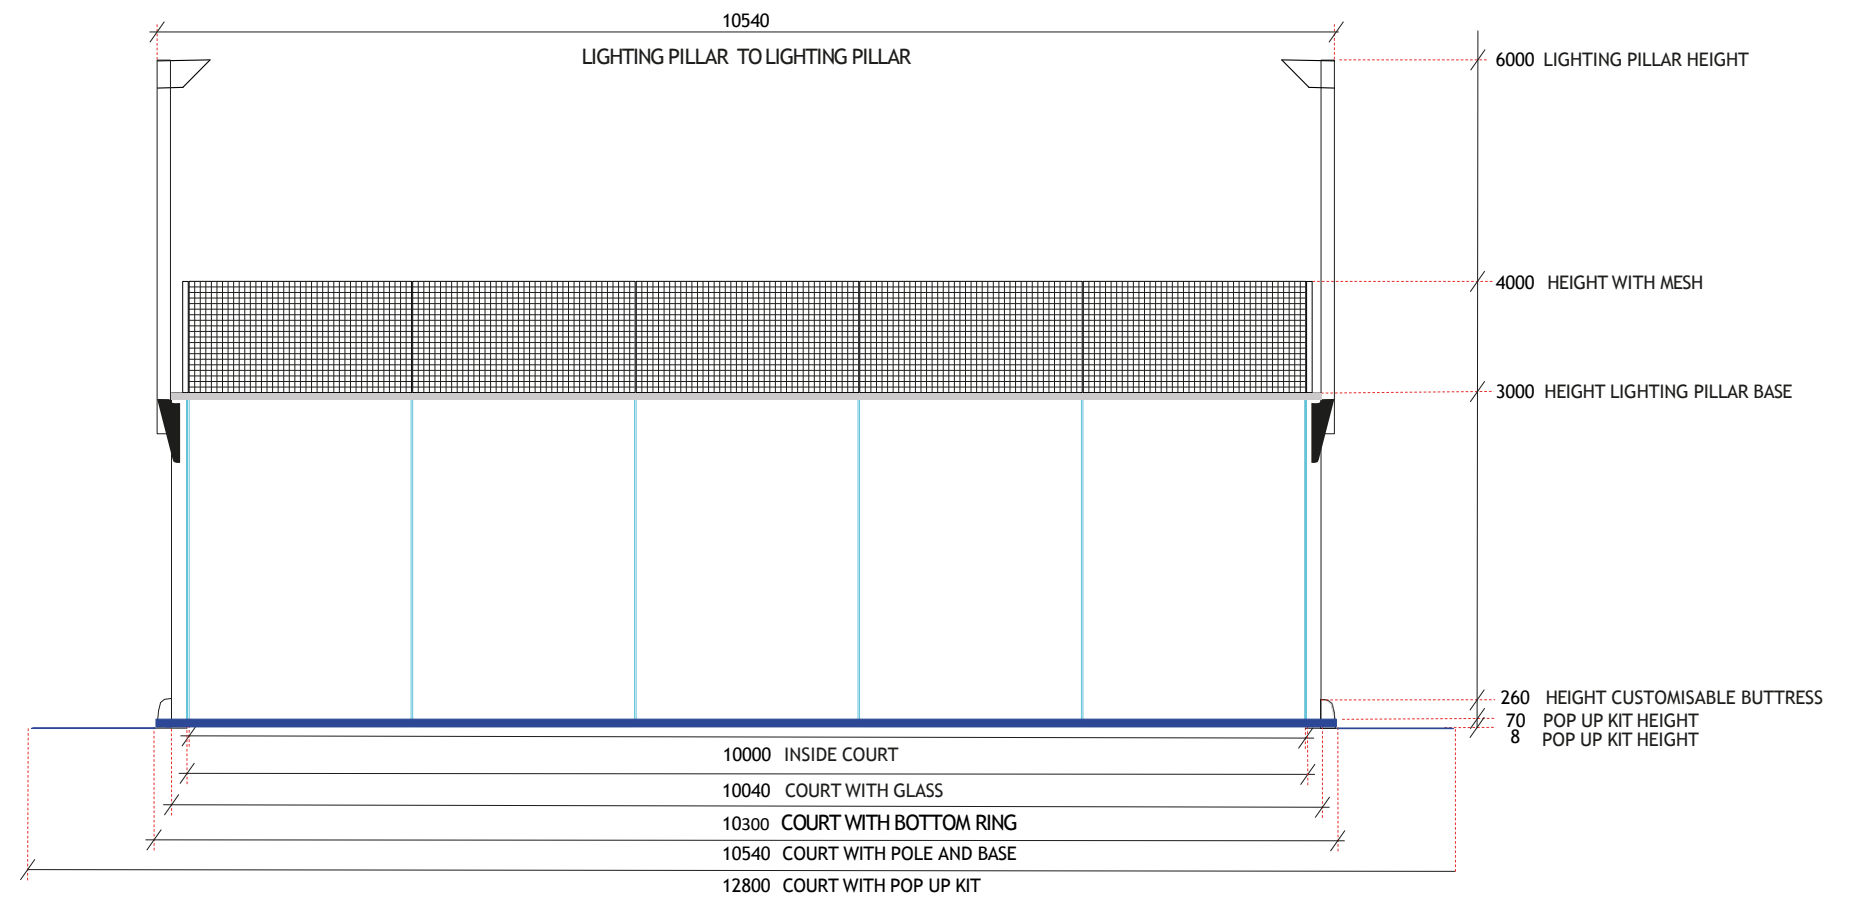 10540
LIGHTING PILLAR TO LIGHTING PILLAR
6000 LIGHTING PILLAR HEIGHT
4000 HEIGHT WITH MESH
3000 HEIGHT LIGHTING PILLAR BASE
260 HEIGHT CUSTOMISABLE BUTTRESS
70 POP UP KIT HEIGHT
8 POP UP KIT HEIGHT
10000 INSIDE COURT
10040 COURT WITH GLASS
10300 COURT WITH BOTTOM RING
10540 COURT WITH POLE AND BASE
12800 COURT WITH POP UP KIT